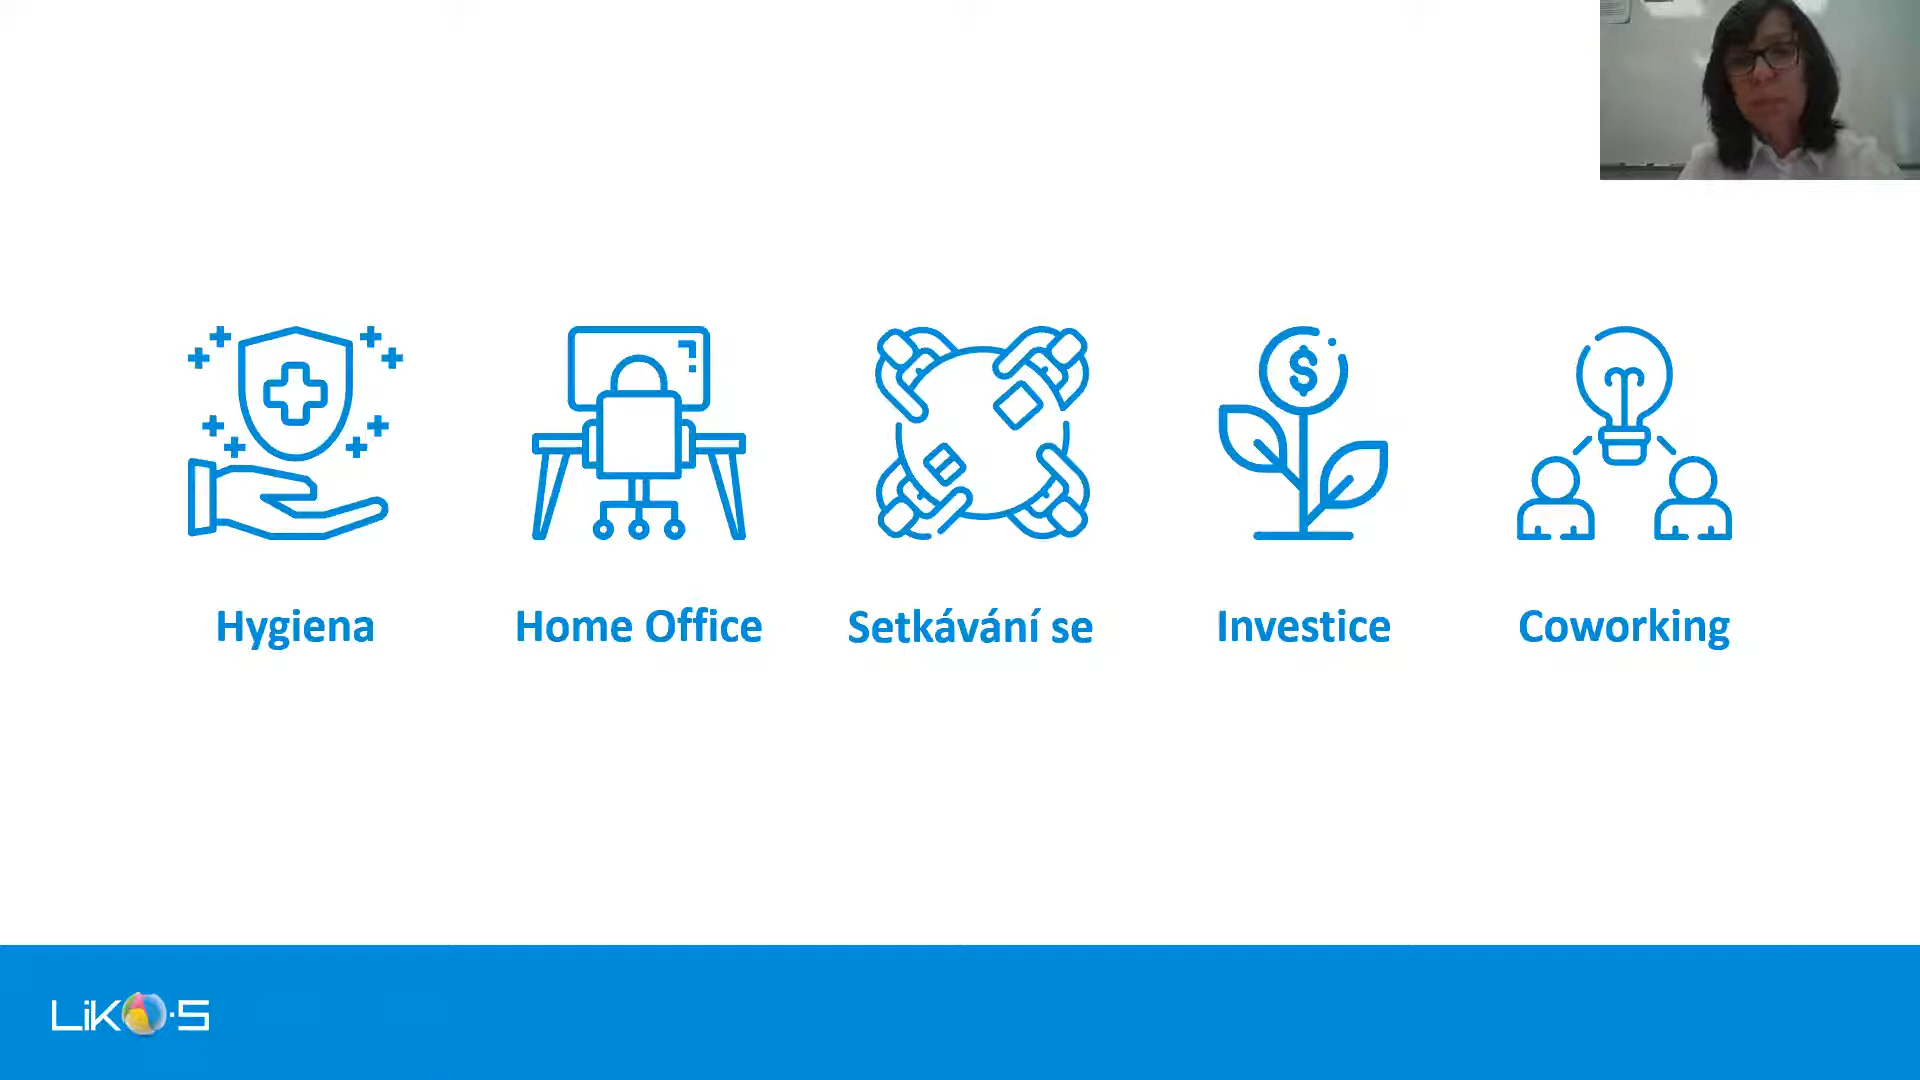 Hygiena
Home Office
Setkávání se
Investice
Coworking
LIKO-S